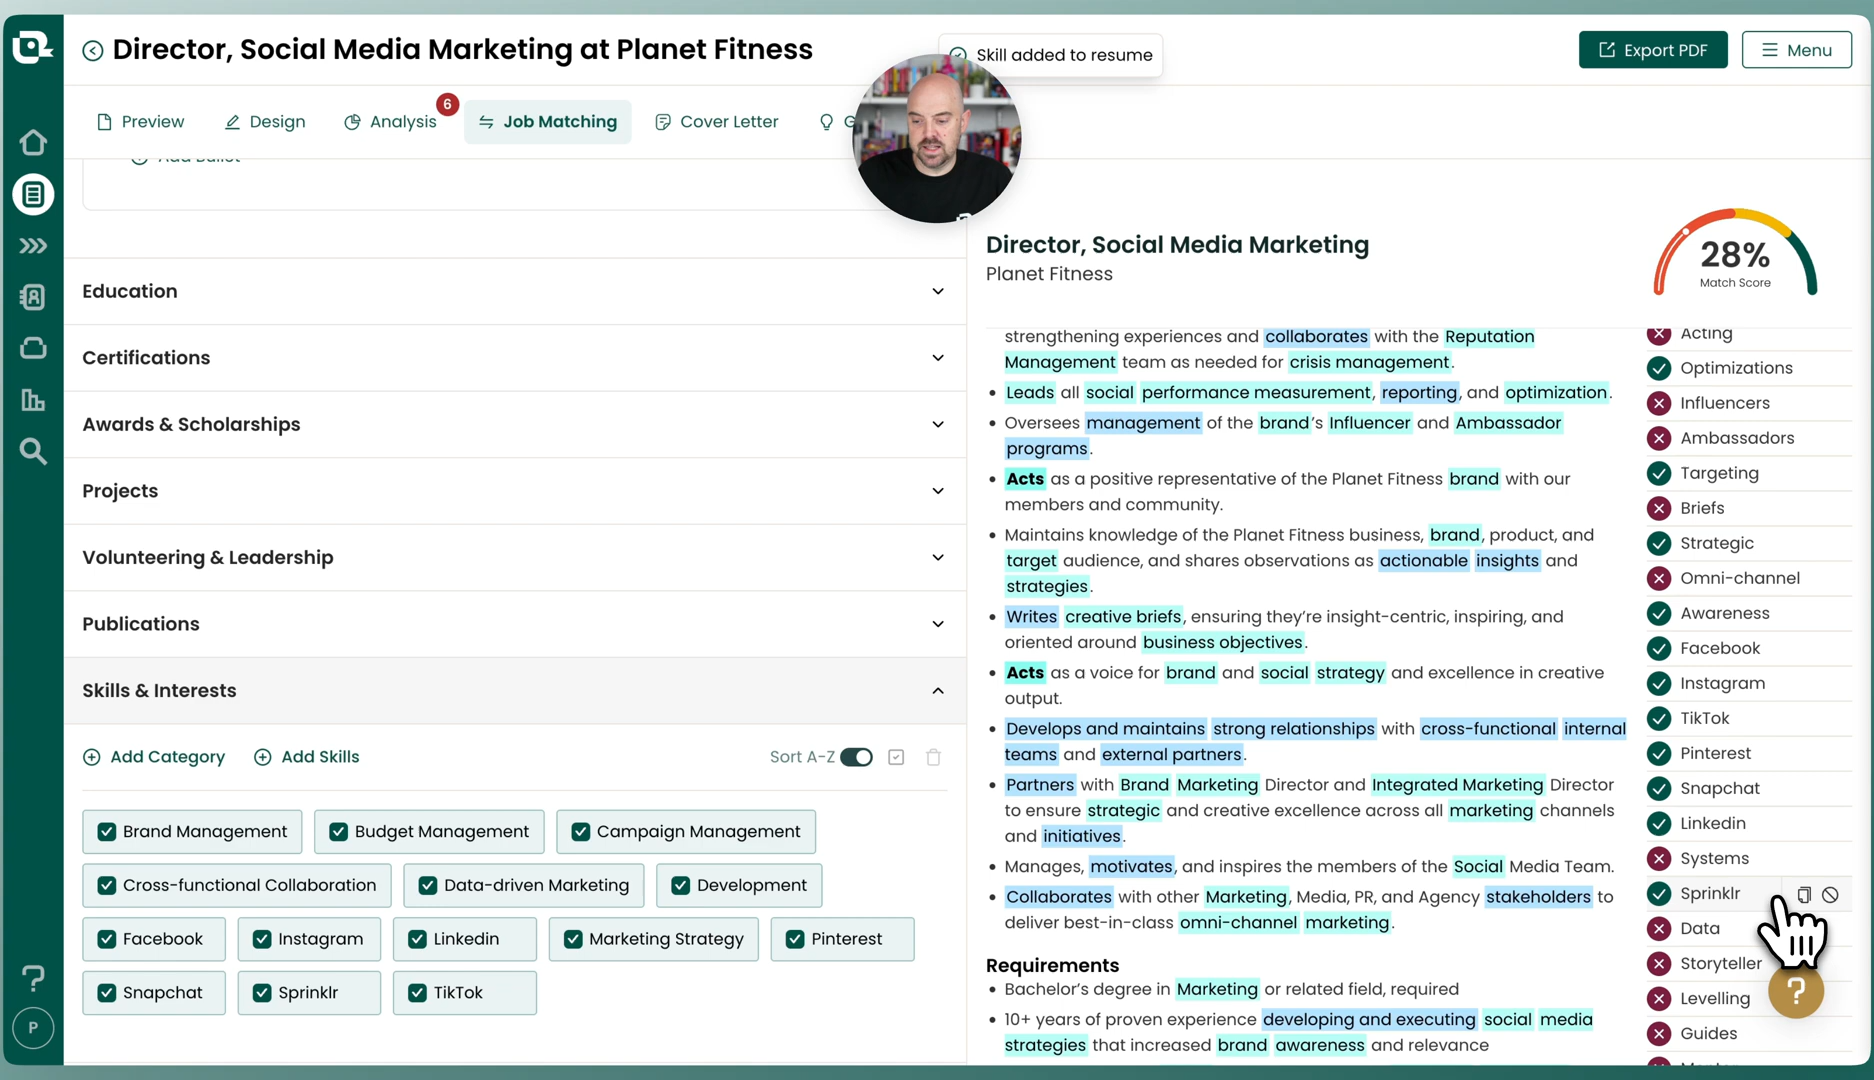 Director, Social Media Marketing at Planet Fitness
Skill added to resume
Export PDF
Menu
Preview
Design
Analysis
6
Job Matching
Cover Letter
Add Bullet
Education
Certifications
Awards & Scholarships
Projects
Volunteering & Leadership
Publications
Skills & Interests
Add Category
Add Skills
Sort A-Z
Brand Management
Budget Management
Campaign Management
Cross-functional Collaboration
Data-driven Marketing
Development
Facebook
Instagram
Linkedin
Marketing Strategy
Pinterest
Snapchat
Sprinklr
TikTok
?
P
Director, Social Media Marketing
Planet Fitness
28%
Match Score
strengthening experiences and collaborates with the Reputation
Management team as needed for crisis management.
• Leads all social performance measurement, reporting, and optimization.
• Oversees management of the brand's Influencer and Ambassador
programs.
• Acts as a positive representative of the Planet Fitness brand with our
members and community.
• Maintains knowledge of the Planet Fitness business, brand, product, and
target audience, and shares observations as actionable insights and
strategies.
• Writes creative briefs, ensuring they're insight-centric, inspiring, and
oriented around business objectives.
• Acts as a voice for brand and social strategy and excellence in creative
output.
• Develops and maintains strong relationships with cross-functional internal
teams and external partners.
• Partners with Brand Marketing Director and Integrated Marketing Director
to ensure strategic and creative excellence across all marketing channels
and initiatives.
• Manages, motivates, and inspires the members of the Social Media Team.
• Collaborates with other Marketing, Media, PR, and Agency stakeholders to
deliver best-in-class omni-channel marketing.
Requirements
• Bachelor's degree in Marketing or related field, required
• 10+ years of proven experience developing and executing social media
strategies that increased brand awareness and relevance
Acting
Optimizations
Influencers
Ambassadors
Targeting
Briefs
Strategic
Omni-channel
Awareness
Facebook
Instagram
TikTok
Pinterest
Snapchat
Linkedin
Systems
Sprinklr
Data
Storyteller
Levelling
Guides
?